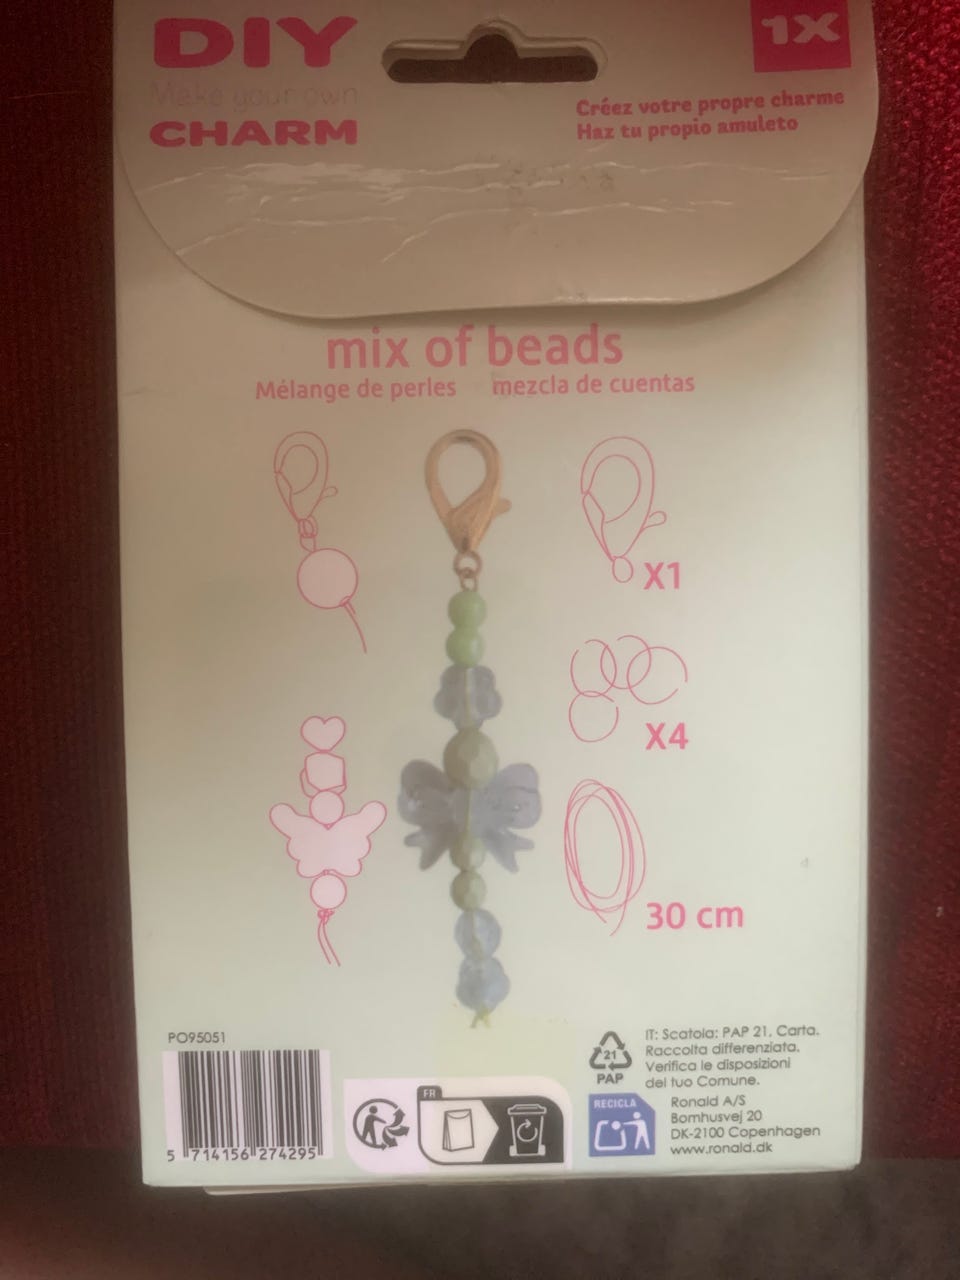 DIY
Make your own
CHARM
1X
Créez votre propre charme
Haz tu propio amuleto
mix of beads
Mélange de perles mezcla de cuentas
X1
X4
30 cm
PO95051
5 714156 274295
FR
21
PAP
IT: Scatola: PAP 21, Carta.
Raccolta differenziata.
Verifica le disposizioni
del tuo Comune.
RECICLA
Ronald A/S
Bomhusvej 20
DK-2100 Copenhagen
www.ronald.dk